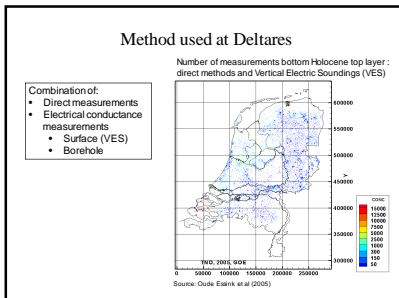 Method used at Deltares
Number of measurements bottom Holocene top layer :
direct methods and Vertical Electric Soundings (VES)
Combination of:
• Direct measurements
• Electrical conductance
measurements
• Surface (VES)
• Borehole
600000
550000
500000
450000
400000
350000
300000
Y
CONC
15000
12500
10000
7500
5000
2500
1000
300
150
50
TNO, 2005, GOE
0 50000 100000 150000 200000 250000
Source: Oude Essink et al (2005)